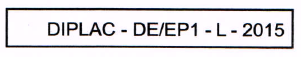 DIPLAC - DE/EP1 - L - 2015